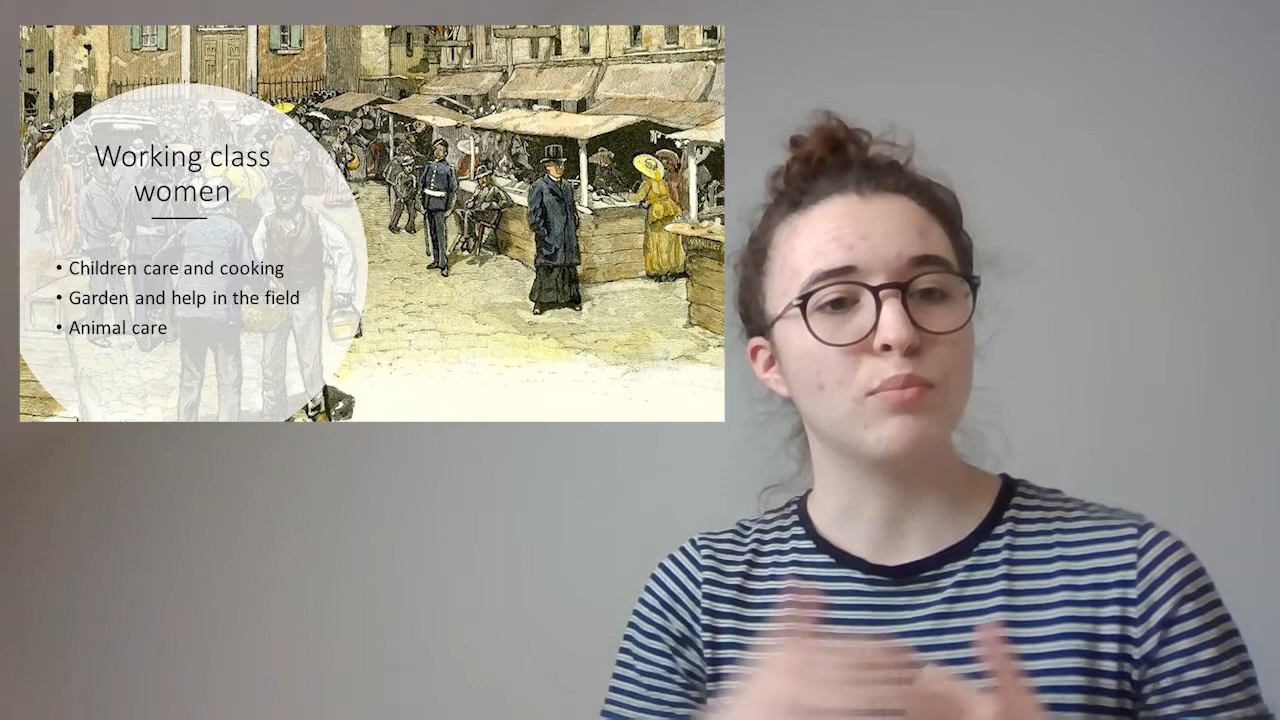 Working class
women
• Children care and cooking
• Garden and help in the field
• Animal care